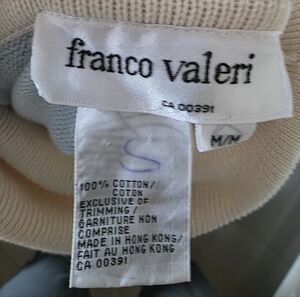 franco valeri
CA 00391
M/M
S
100% COTTON/
COTON
EXCLUSIVE OF
TRIMMING/
GARNITURE NON
COMPRISE
MADE IN HONG KONG/
FAIT AU HONG KONG
CA 00391